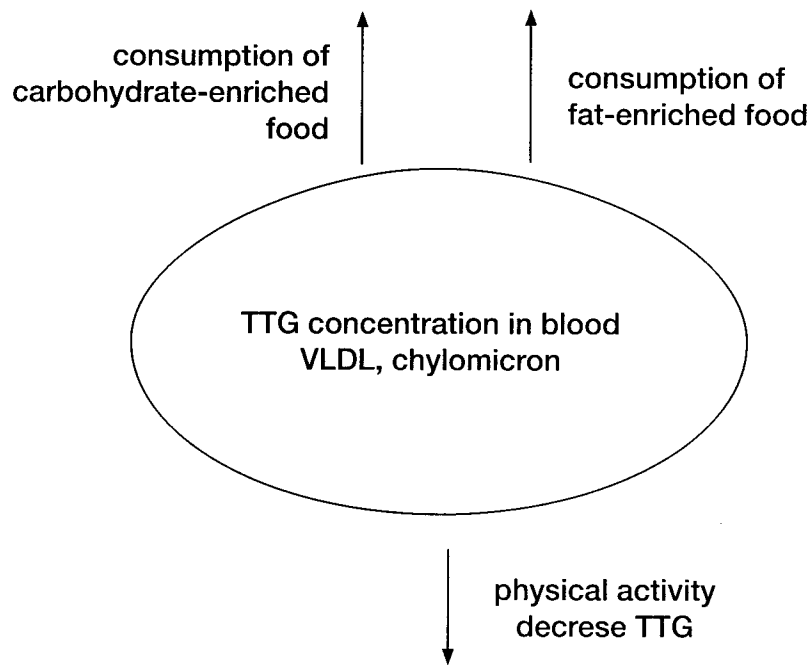 consumption of
carbohydrate-enriched
food
consumption of
fat-enriched food
TTG concentration in blood
VLDL, chylomicron
physical activity
decrese TTG